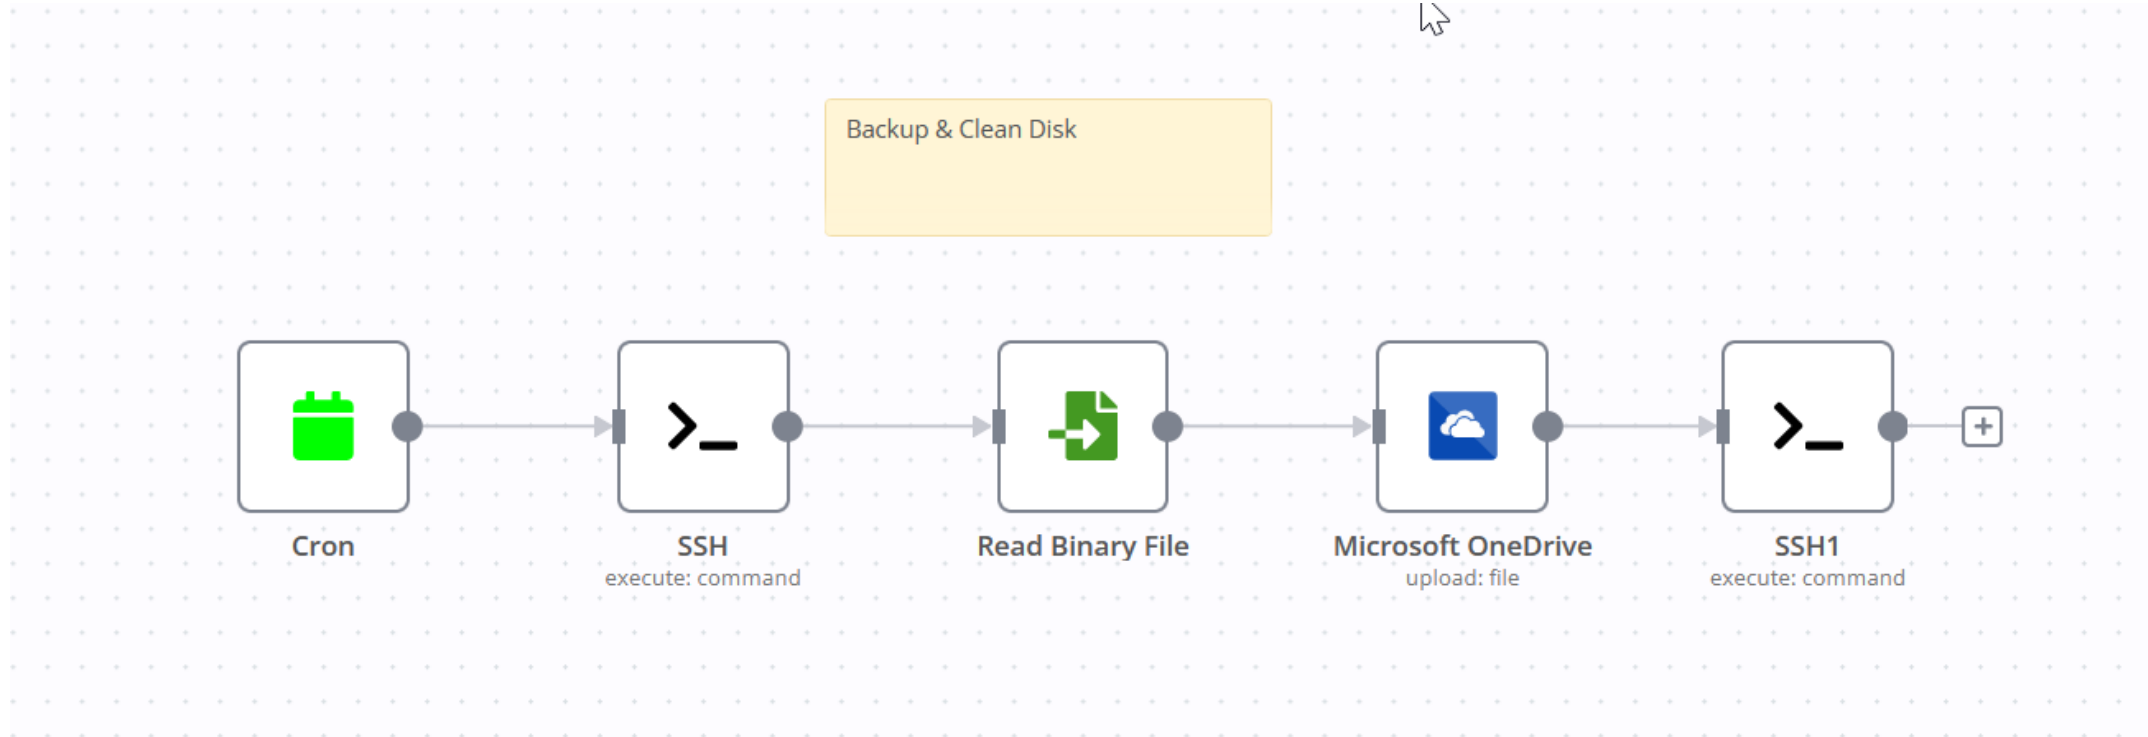 Backup & Clean Disk
Cron
SSH
execute: command
Read Binary File
Microsoft OneDrive
upload: file
SSH1
execute: command